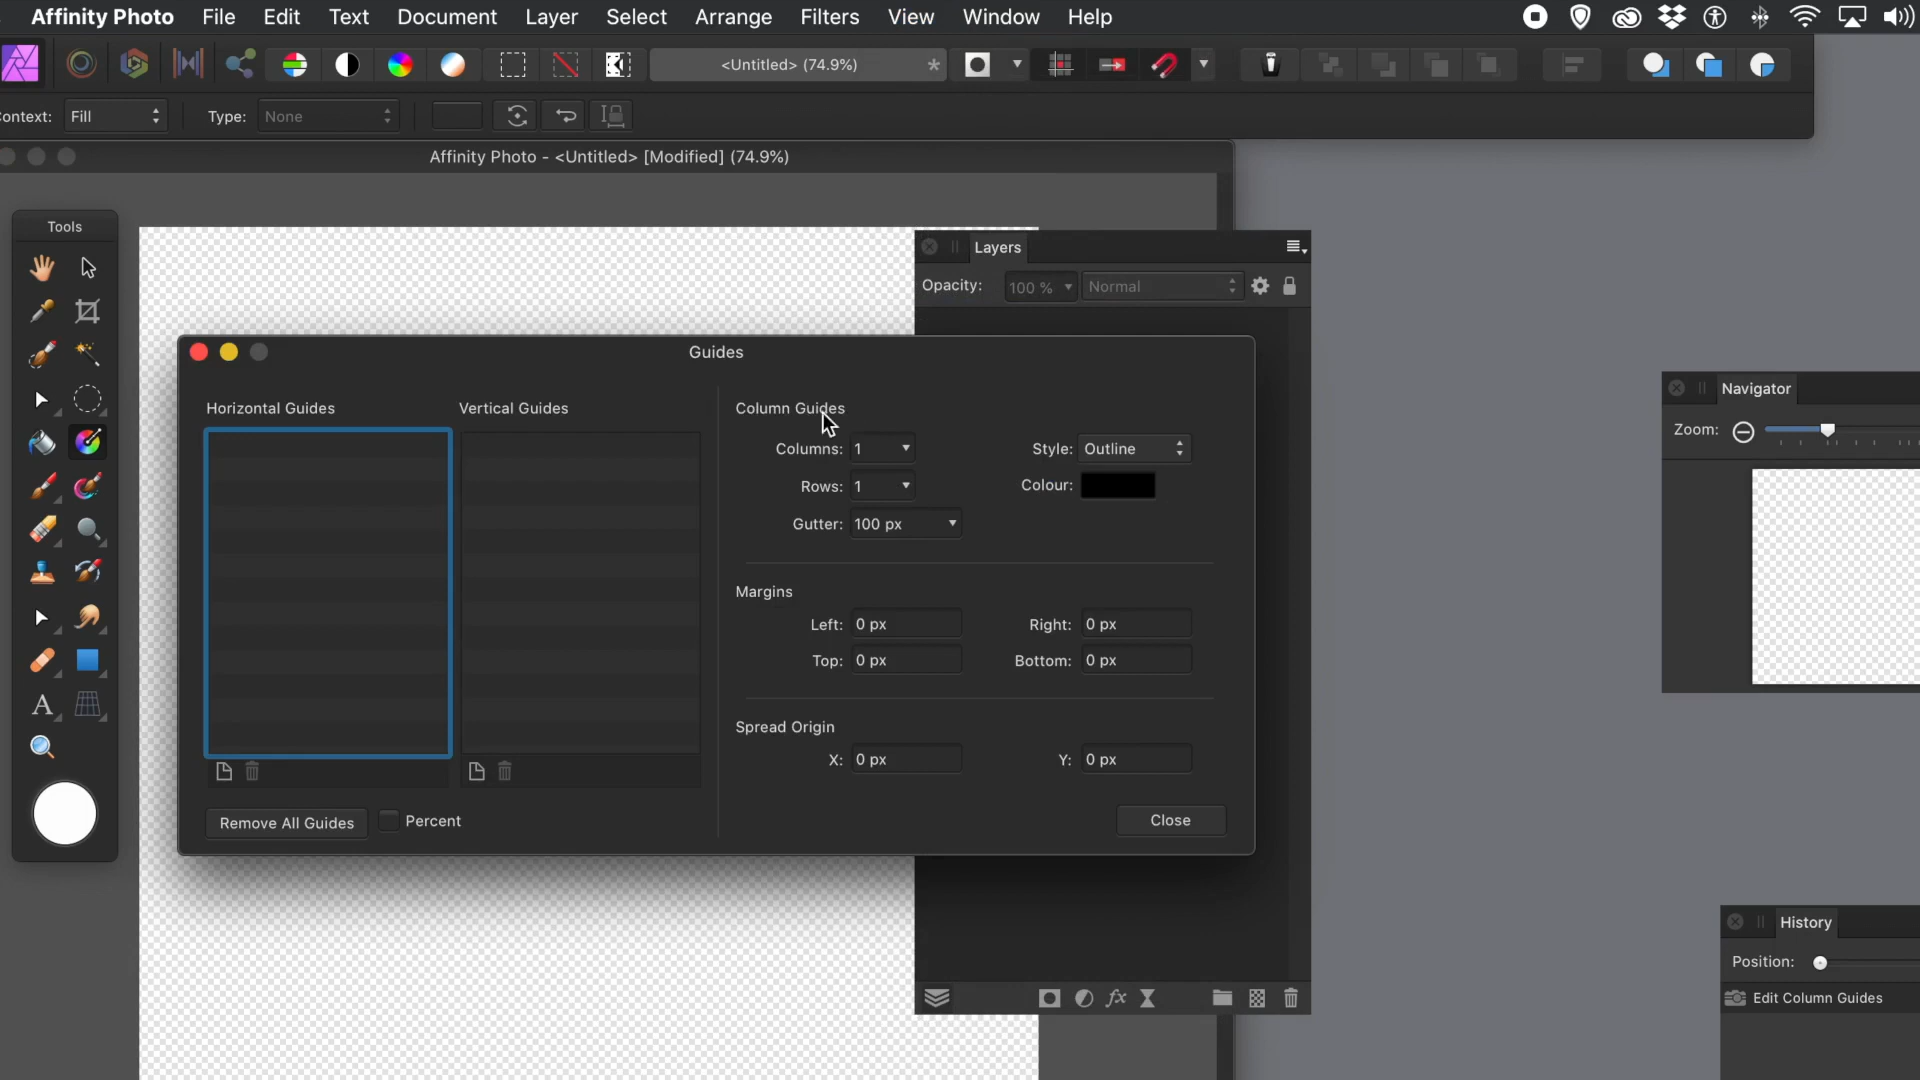 Affinity Photo File Edit Text Document Layer Select Arrange Filters View Window Help
<Untitled> (74.9%) *
Context: Fill Type: None
Affinity Photo - <Untitled> [Modified] (74.9%)
Tools
Layers
Opacity: 100 % Normal
Guides
Horizontal Guides Vertical Guides Column Guides
Columns: 1 Style: Outline
Rows: 1 Colour:
Gutter: 100 px
Margins
Left: 0 px Right: 0 px
Top: 0 px Bottom: 0 px
Spread Origin
X: 0 px Y: 0 px
Remove All Guides Percent Close
fx
Navigator
Zoom:
History
Position:
Edit Column Guides